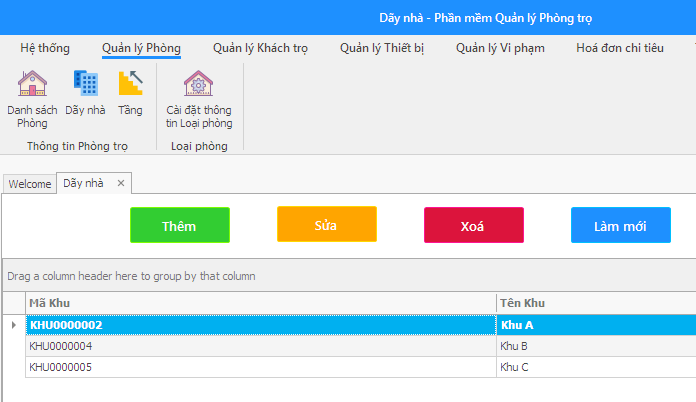 Dãy nhà - Phần mềm Quản lý Phòng trọ
Hệ thống Quản lý Phòng Quản lý Khách trọ Quản lý Thiết bị Quản lý Vi phạm Hoá đơn chi tiêu
Danh sách Phòng Dãy nhà Tầng Cài đặt thông tin Loại phòng
Thông tin Phòng trọ Loại phòng
Welcome Dãy nhà
Thêm Sửa Xoá Làm mới
Drag a column header here to group by that column
Mã Khu Tên Khu
KHU0000002 Khu A
KHU0000004 Khu B
KHU0000005 Khu C